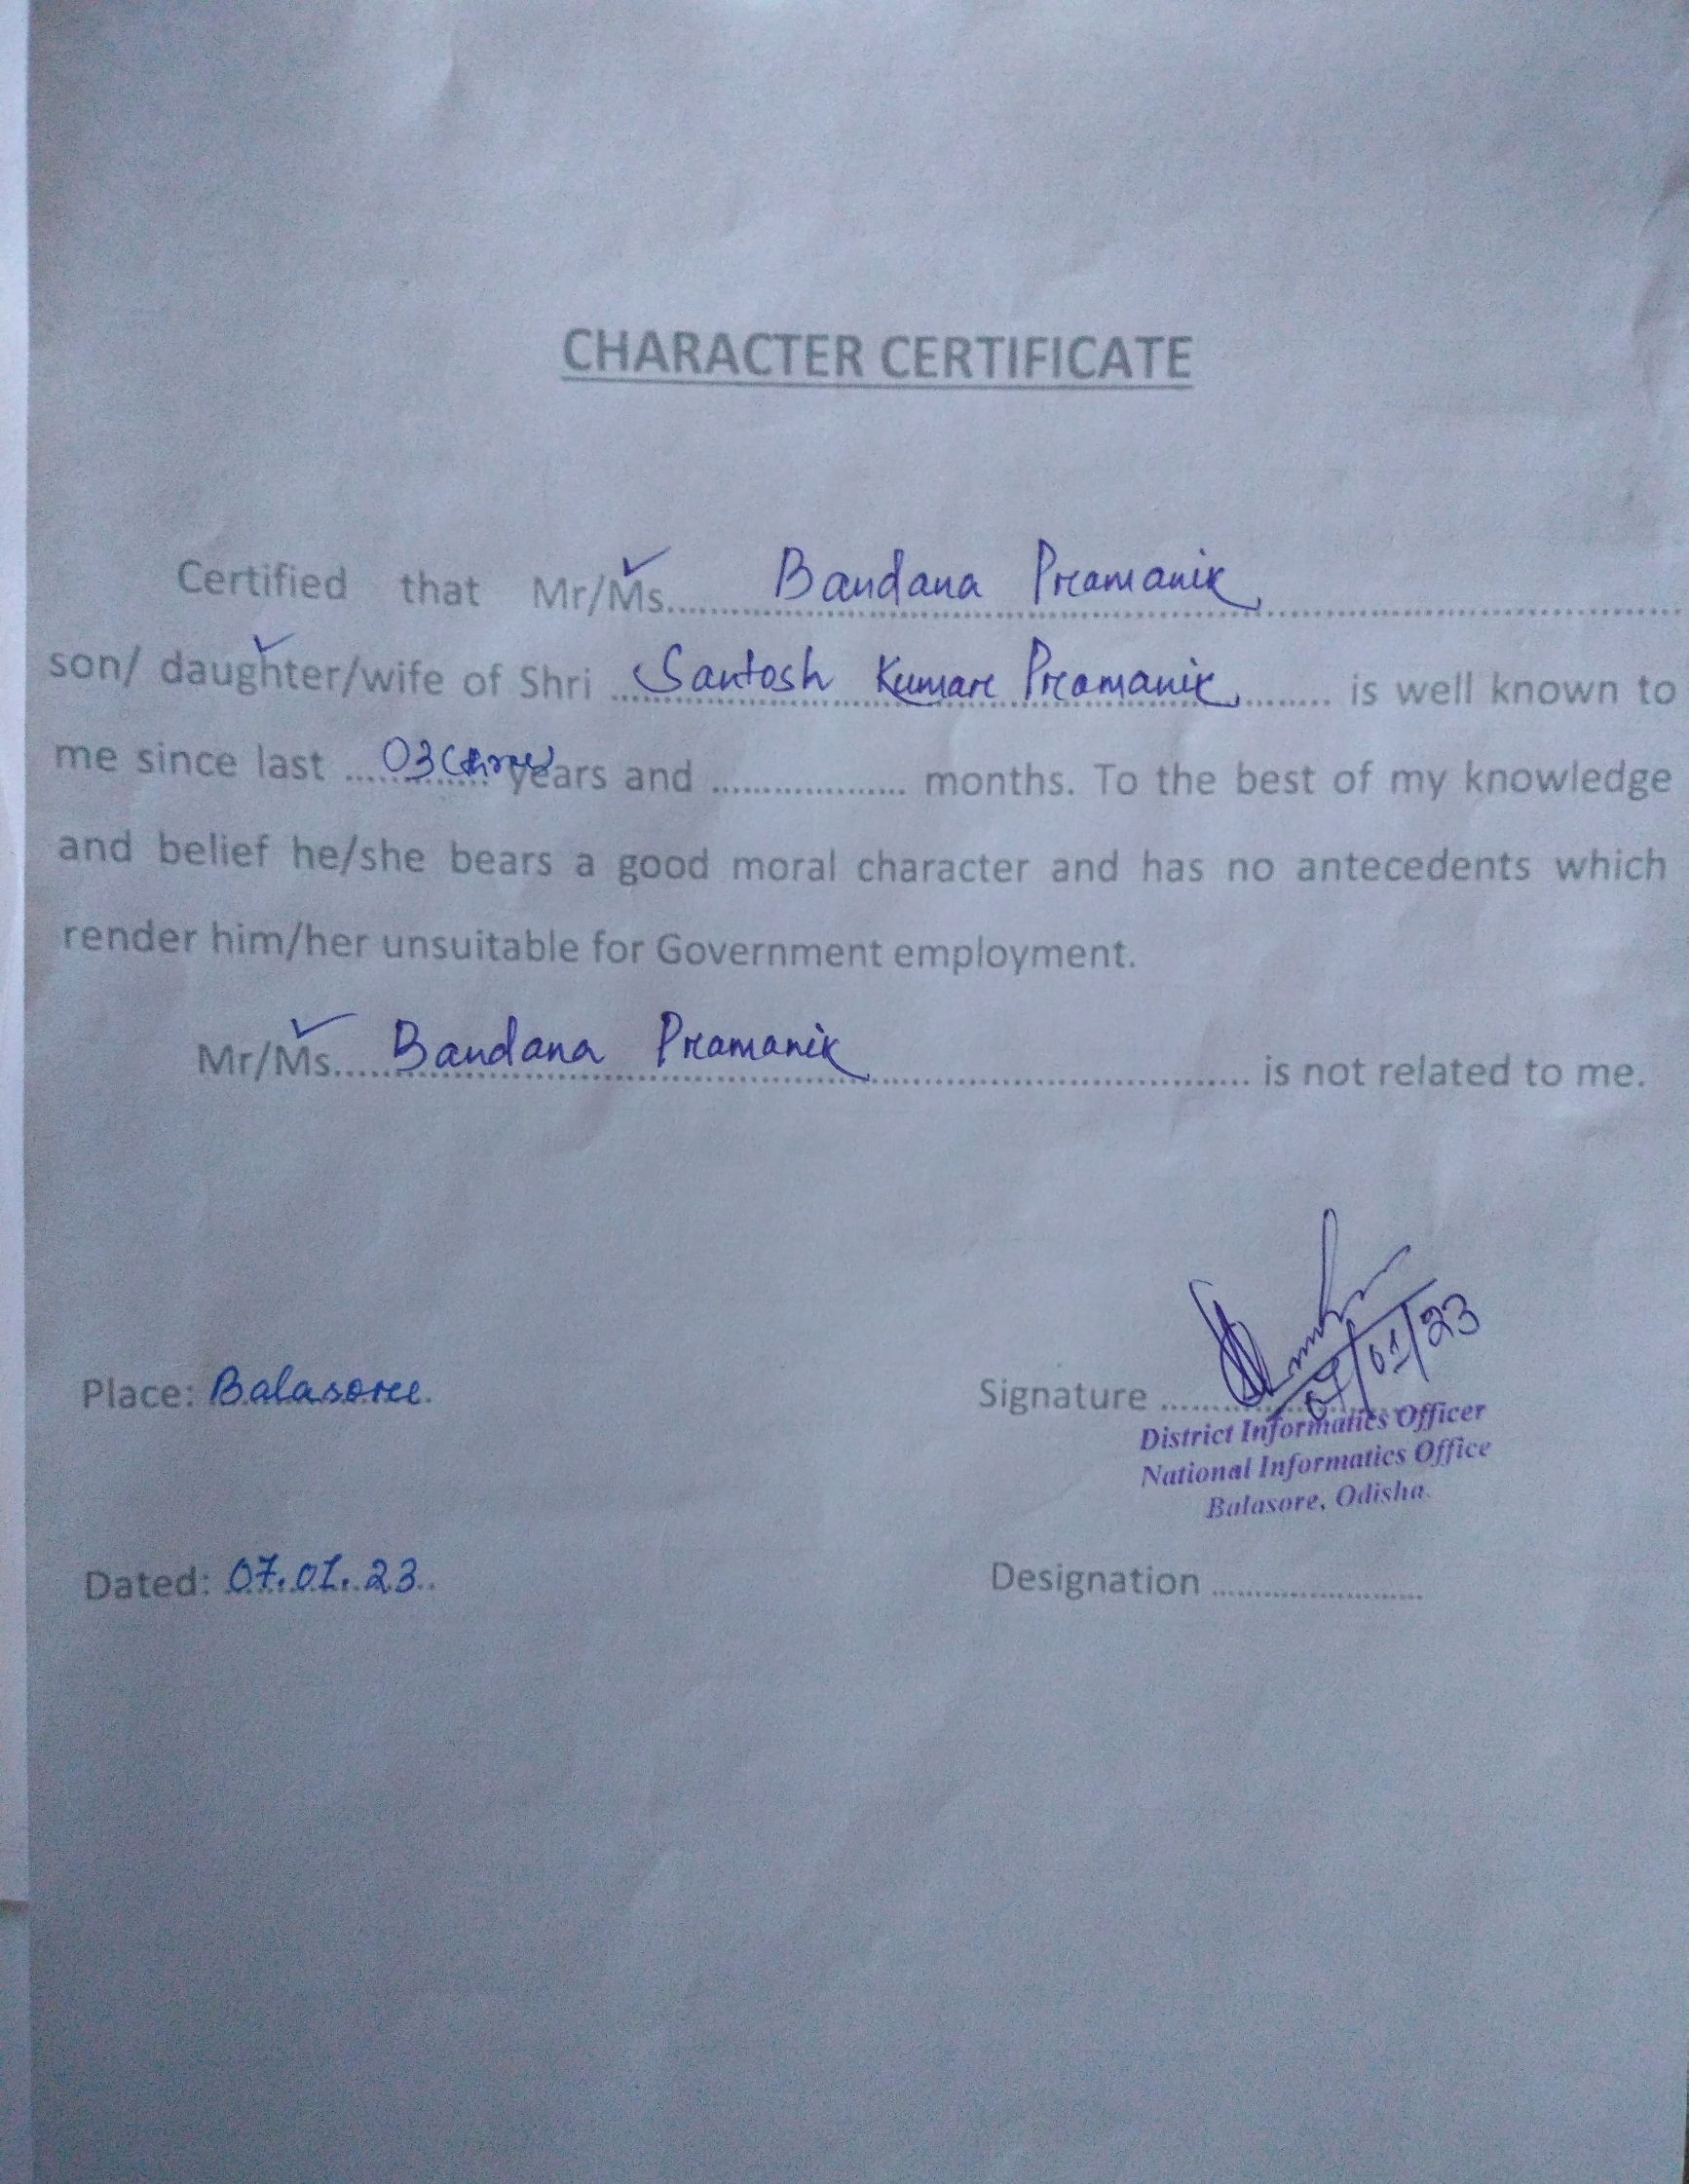 CHARACTER CERTIFICATE
Certified that Mr/Ms..... Bandana Pramanik .....
son/ daughter/wife of Shri ..... Santosh Kumar Pramanik ........ is well known to
me since last ..... 03 (three) years and ................... months. To the best of my knowledge
and belief he/she bears a good moral character and has no antecedents which
render him/her unsuitable for Government employment.
Mr/Ms..... Bandana Pramanik ..... is not related to me.
Place: Balasore.
Signature ..... 07/01/23
District Informatics Officer
National Informatics Office
Balasore, Odisha.
Dated: 07.01.23..
Designation .....................